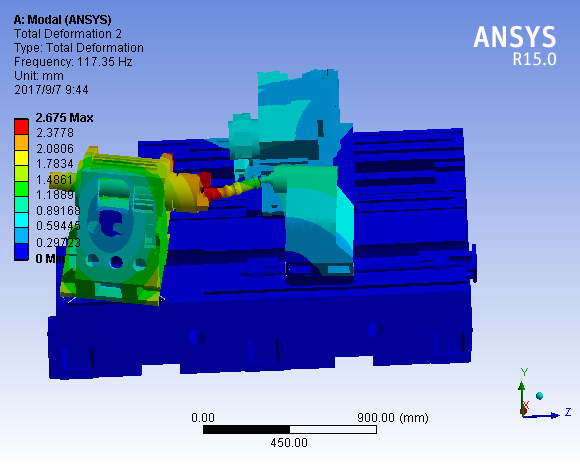 A: Modal (ANSYS)
Total Deformation 2
Type: Total Deformation
Frequency: 117.35 Hz
Unit: mm
2017/9/7 9:44
ANSYS
R15.0
2.675 Max
2.3778
2.0806
1.7834
1.4861
1.1889
0.89168
0.59445
0.29723
0 Min
Y
X
Z
0.00
900.00 (mm)
450.00